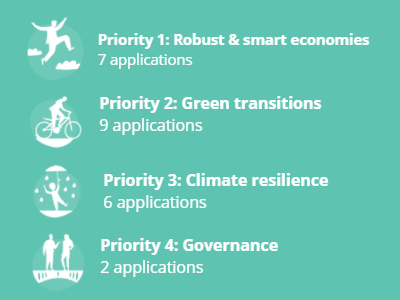 Priority 1: Robust & smart economies
7 applications
Priority 2: Green transitions
9 applications
Priority 3: Climate resilience
6 applications
Priority 4: Governance
2 applications